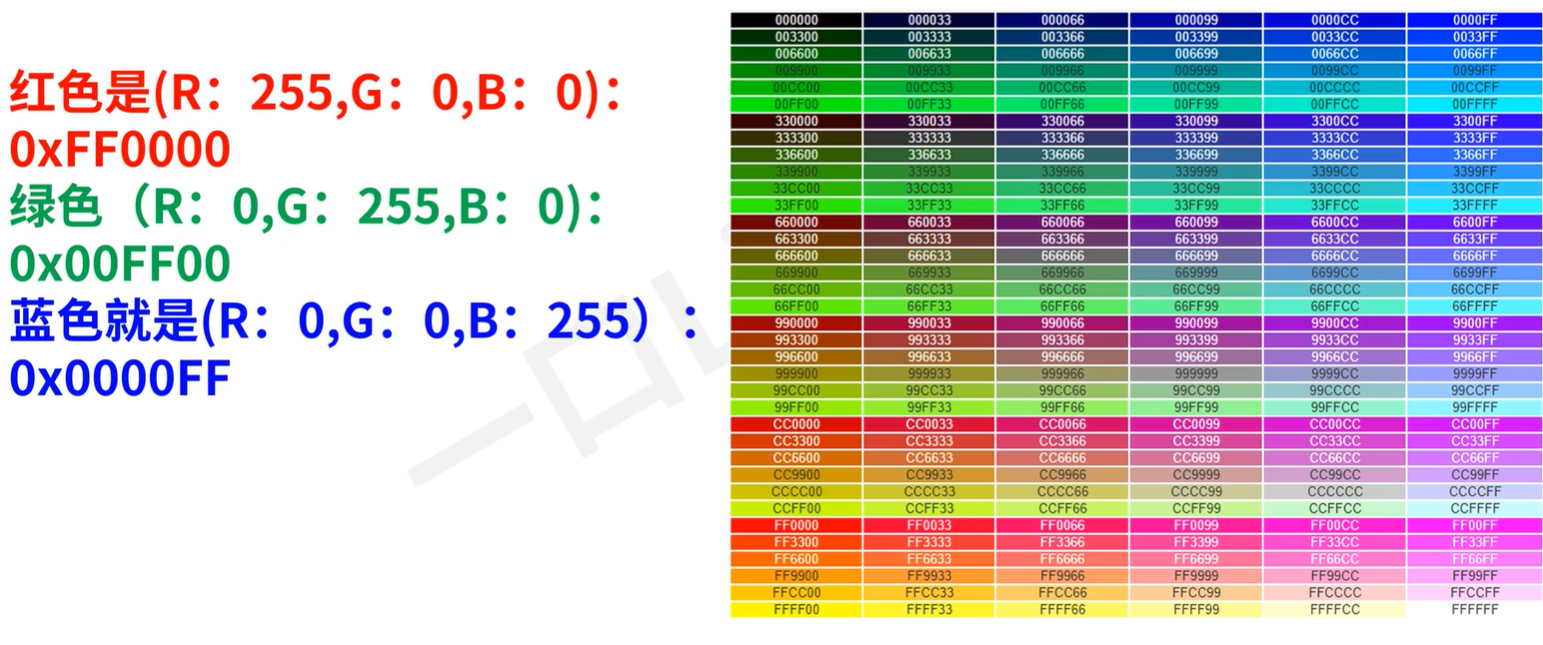 红色是(R：255,G：0,B：0)：
0xFF0000
绿色（R：0,G：255,B：0)：
0x00FF00
蓝色就是(R：0,G：0,B：255）:
0x0000FF
000000 000033 000066 000099 0000CC 0000FF
003300 003333 003366 003399 0033CC 0033FF
006600 006633 006666 006699 0066CC 0066FF
009900 009933 009966 009999 0099CC 0099FF
00CC00 00CC33 00CC66 00CC99 00CCCC 00CCFF
00FF00 00FF33 00FF66 00FF99 00FFCC 00FFFF
330000 330033 330066 330099 3300CC 3300FF
333300 333333 333366 333399 3333CC 3333FF
336600 336633 336666 336699 3366CC 3366FF
339900 339933 339966 339999 3399CC 3399FF
33CC00 33CC33 33CC66 33CC99 33CCCC 33CCFF
33FF00 33FF33 33FF66 33FF99 33FFCC 33FFFF
660000 660033 660066 660099 6600CC 6600FF
663300 663333 663366 663399 6633CC 6633FF
666600 666633 666666 666699 6666CC 6666FF
669900 669933 669966 669999 6699CC 6699FF
66CC00 66CC33 66CC66 66CC99 66CCCC 66CCFF
66FF00 66FF33 66FF66 66FF99 66FFCC 66FFFF
990000 990033 990066 990099 9900CC 9900FF
993300 993333 993366 993399 9933CC 9933FF
996600 996633 996666 996699 9966CC 9966FF
999900 999933 999966 999999 9999CC 9999FF
99CC00 99CC33 99CC66 99CC99 99CCCC 99CCFF
99FF00 99FF33 99FF66 99FF99 99FFCC 99FFFF
CC0000 CC0033 CC0066 CC0099 CC00CC CC00FF
CC3300 CC3333 CC3366 CC3399 CC33CC CC33FF
CC6600 CC6633 CC6666 CC6699 CC66CC CC66FF
CC9900 CC9933 CC9966 CC9999 CC99CC CC99FF
CCCC00 CCCC33 CCCC66 CCCC99 CCCCCC CCCCFF
CCFF00 CCFF33 CCFF66 CCFF99 CCFFCC CCFFFF
FF0000 FF0033 FF0066 FF0099 FF00CC FF00FF
FF3300 FF3333 FF3366 FF3399 FF33CC FF33FF
FF6600 FF6633 FF6666 FF6699 FF66CC FF66FF
FF9900 FF9933 FF9966 FF9999 FF99CC FF99FF
FFCC00 FFCC33 FFCC66 FFCC99 FFCCCC FFCCFF
FFFF00 FFFF33 FFFF66 FFFF99 FFFFCC FFFFFF
一口